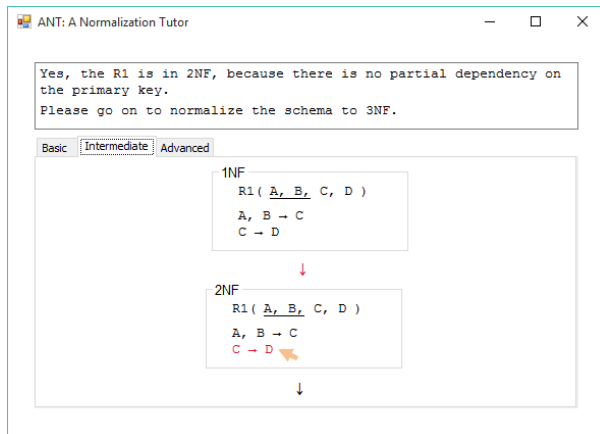 ANT: A Normalization Tutor
Yes, the R1 is in 2NF, because there is no partial dependency on
the primary key.
Please go on to normalize the schema to 3NF.
Basic Intermediate Advanced
1NF
R1( A, B, C, D )
A, B → C
C → D
↓
2NF
R1( A, B, C, D )
A, B → C
C → D
↓